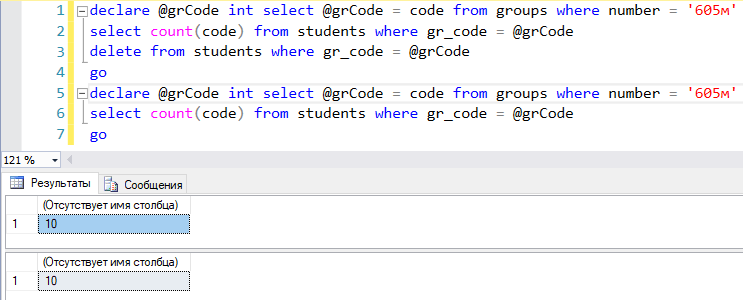 1 declare @grCode int select @grCode = code from groups where number = '605м'
2 select count(code) from students where gr_code = @grCode
3 delete from students where gr_code = @grCode
4 go
5 declare @grCode int select @grCode = code from groups where number = '605м'
6 select count(code) from students where gr_code = @grCode
7 go
121 %
Результаты Сообщения
(Отсутствует имя столбца)
1 10
(Отсутствует имя столбца)
1 10